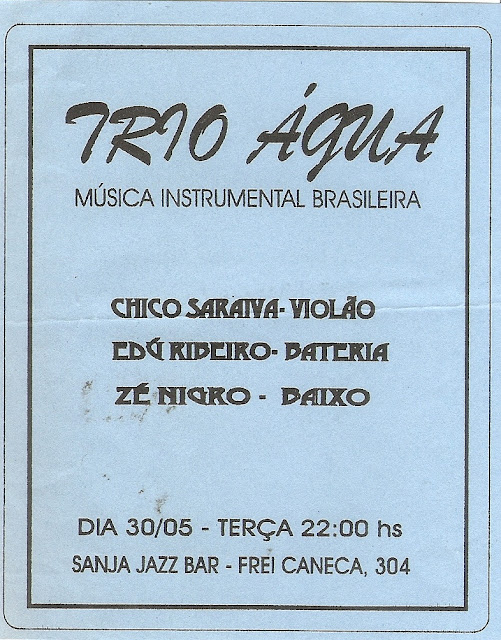 TRIO ÁGUA
MÚSICA INSTRUMENTAL BRASILEIRA
CHICO SARAIVA- VIOLÃO
EDÚ RIBEIRO- BATERIA
ZÉ NIGRO - BAIXO
DIA 30/05 - TERÇA 22:00 hs
SANJA JAZZ BAR - FREI CANECA, 304